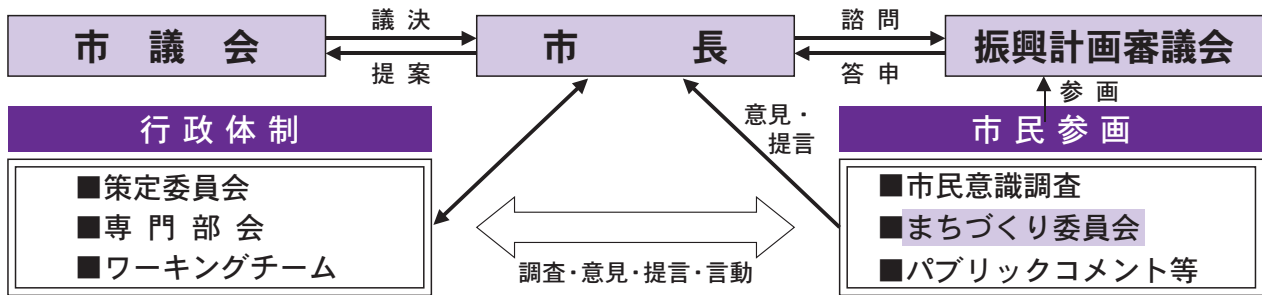 市議会
議決
提案
市長
諮問
答申
振興計画審議会
参画
行政体制
■策定委員会
■専門部会
■ワーキングチーム
意見・
提言
調査・意見・提言・言動
市民参画
■市民意識調査
■まちづくり委員会
■パブリックコメント等